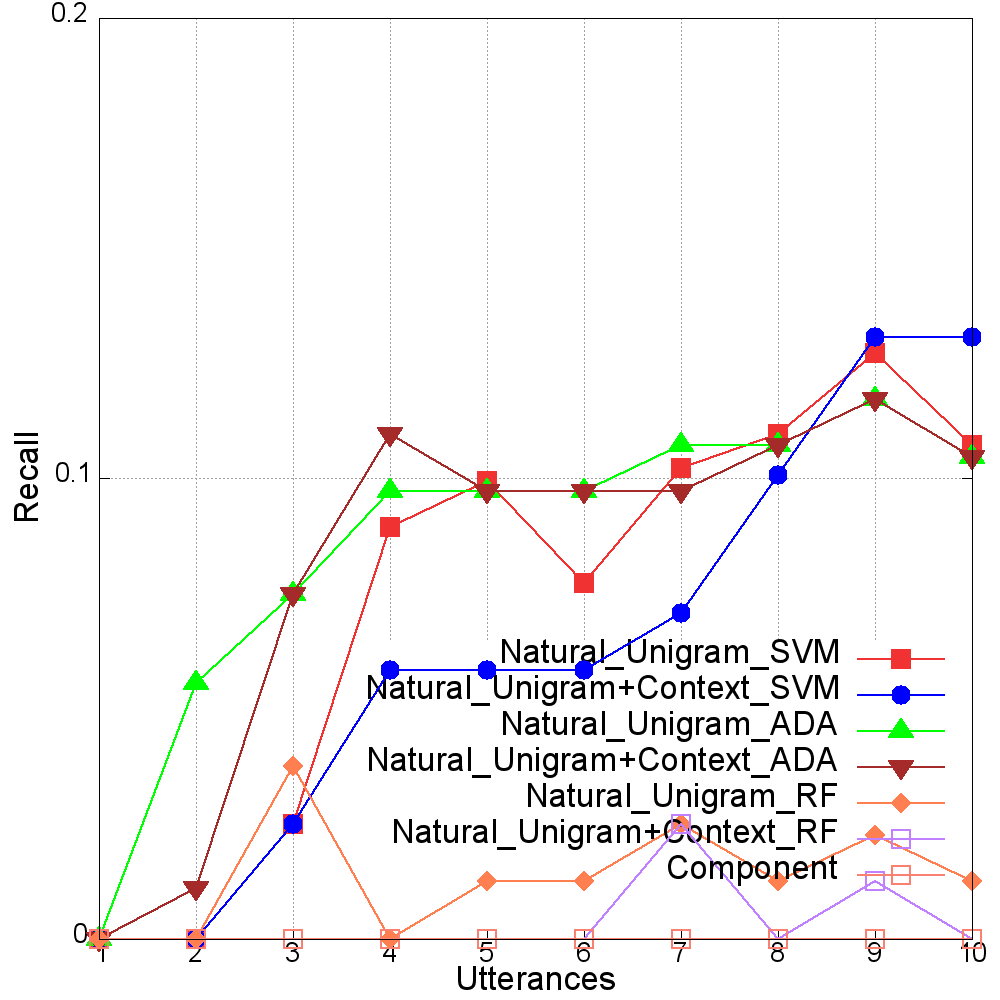 0.2
0.1
0
Recall
Natural_Unigram_SVM
Natural_Unigram+Context_SVM
Natural_Unigram_ADA
Natural_Unigram+Context_ADA
Natural_Unigram_RF
Natural_Unigram+Context_RF
Component
1 2 3 4 5 6 7 8 9 10
Utterances